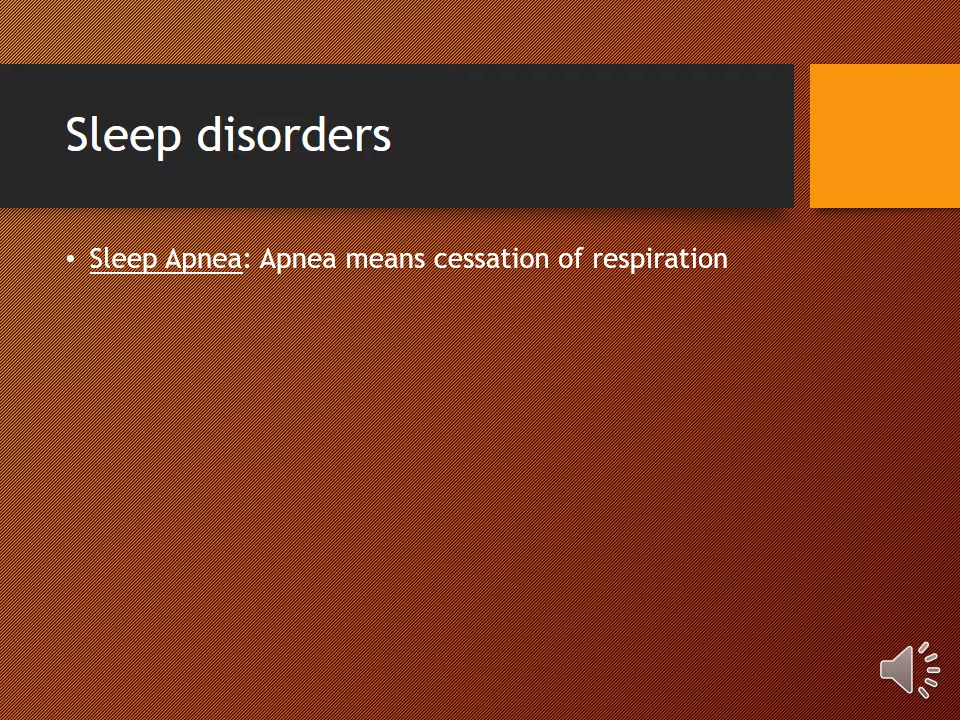 Sleep disorders
• Sleep Apnea: Apnea means cessation of respiration